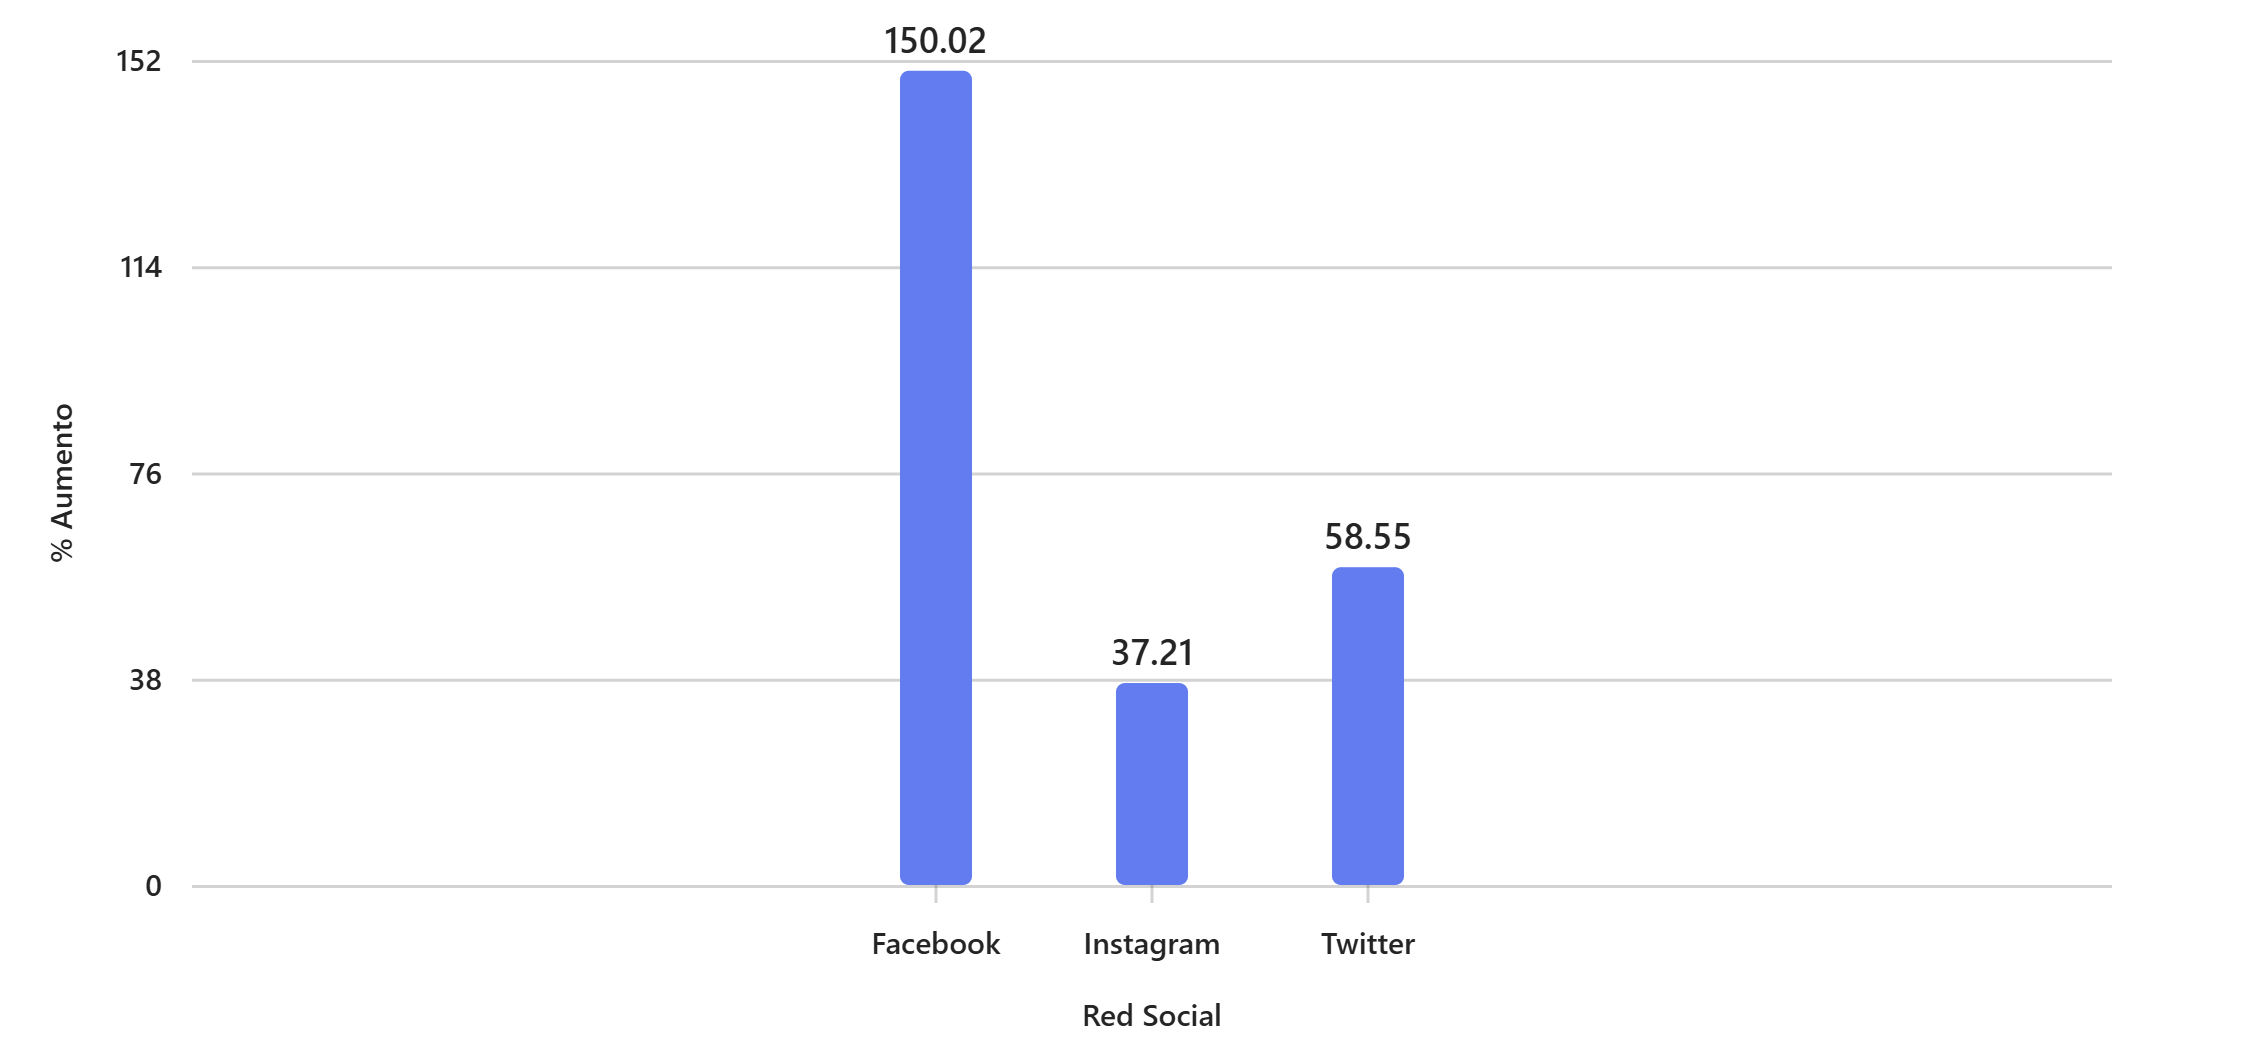 150.02
152
114
76
58.55
37.21
38
0
% Aumento
Facebook Instagram Twitter
Red Social